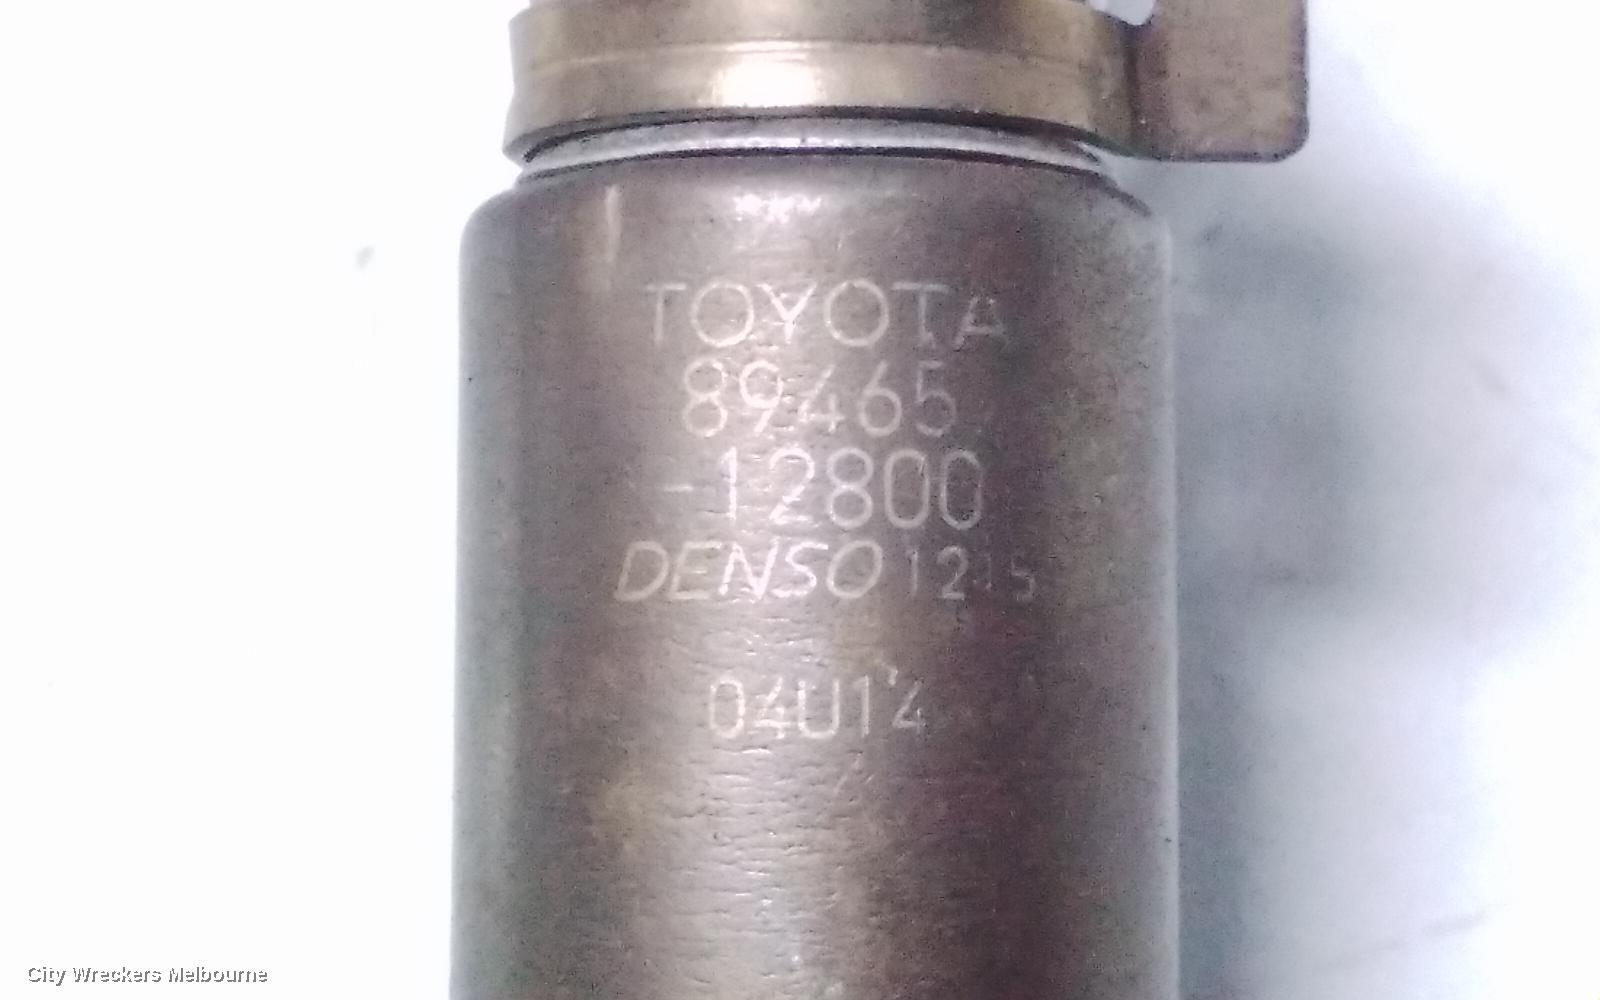 TOYOTA
89465
-12800
DENSO 1215
04U14
City Wreckers Melbourne